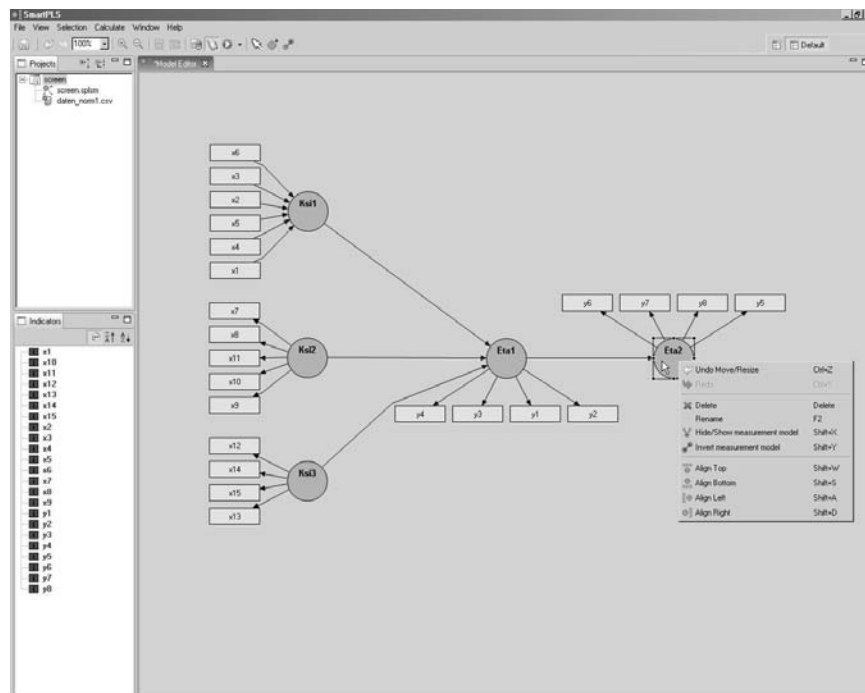 SmartPLS
File View Selection Calculate Window Help
100%
Default
Projects
*Model Editor
screen
screen.splsm
daten_norm1.csv
x6
x3
x2
x5
x4
x1
Ksi1
x7
x8
x11
x10
x9
Ksi2
x12
x14
x15
x13
Ksi3
Eta1
y4 y3 y1 y2
y6 y7 y8 y5
Eta2
Undo Move/Resize Ctrl+Z
Redo Ctrl+Y
Delete Delete
Rename F2
Hide/Show measurement model Shift+X
Invert measurement model Shift+Y
Align Top Shift+W
Align Bottom Shift+S
Align Left Shift+A
Align Right Shift+D
Indicators
x1
x10
x11
x12
x13
x14
x15
x2
x3
x4
x5
x6
x7
x8
x9
y1
y2
y3
y4
y5
y6
y7
y8